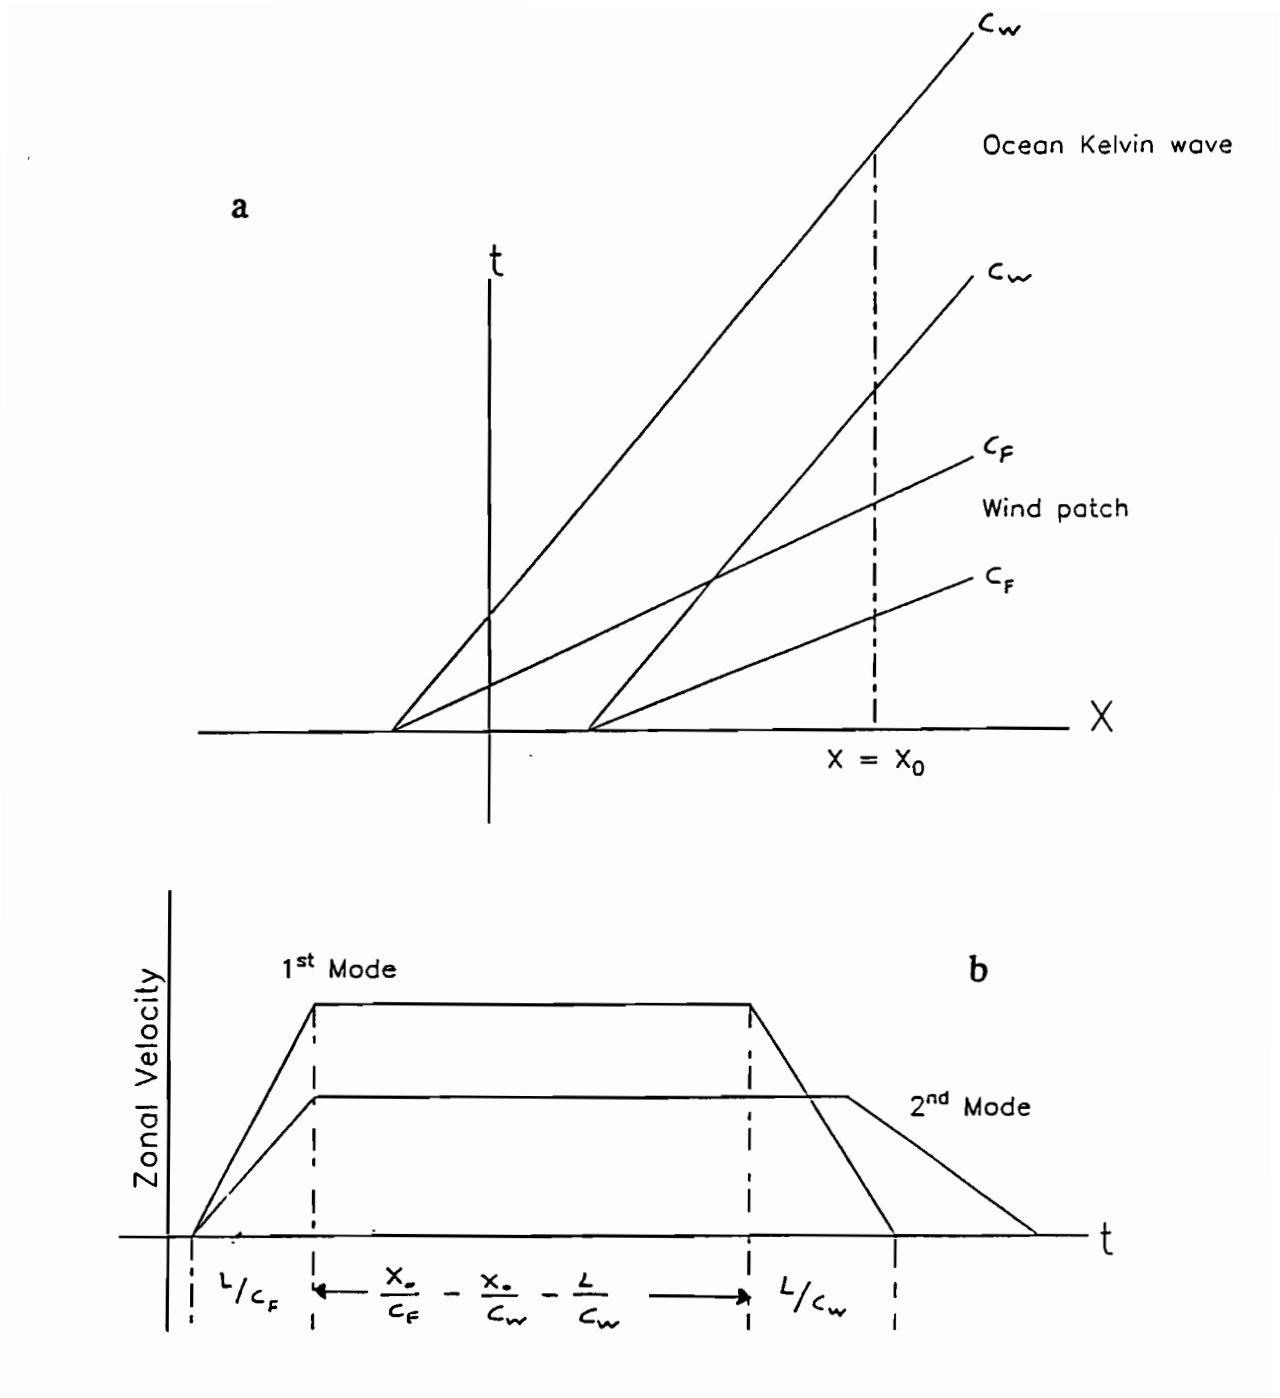 C_W
Ocean Kelvin wave
a
t
C_W
C_F
Wind patch
C_F
X
X = X_0
b
1st Mode
2nd Mode
Zonal Velocity
t
L/C_F
X_0/C_F - X_0/C_W - L/C_W
L/C_W